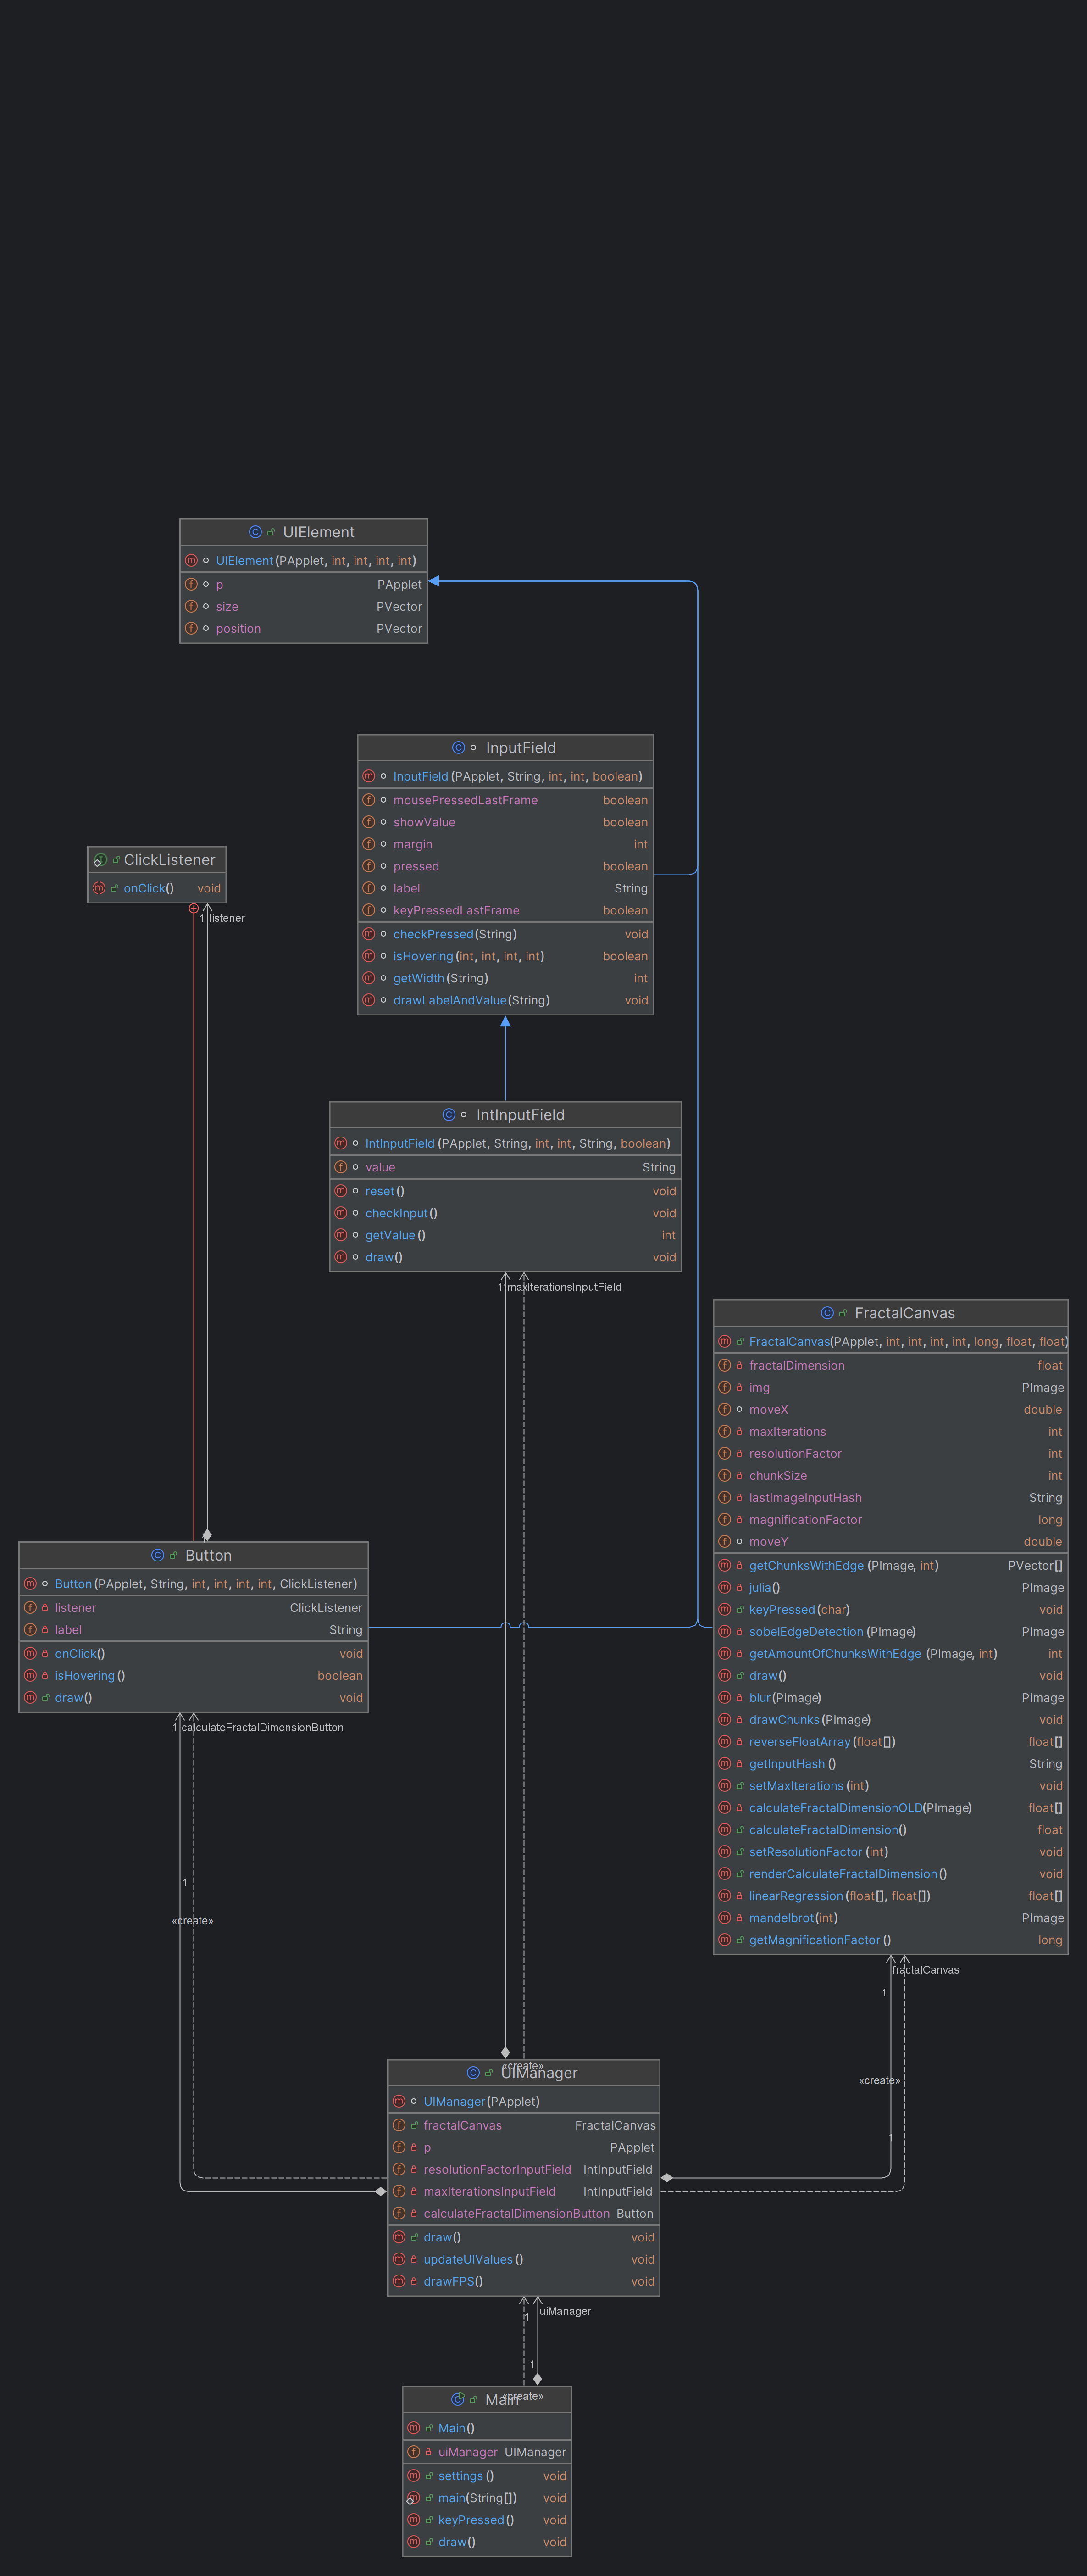 UIElement
UIElement(PApplet, int, int, int, int)
p PApplet
size PVector
position PVector
InputField
InputField(PApplet, String, int, int, boolean)
mousePressedLastFrame boolean
showValue boolean
margin int
pressed boolean
label String
keyPressedLastFrame boolean
checkPressed(String) void
isHovering(int, int, int, int) boolean
getWidth(String) int
drawLabelAndValue(String) void
ClickListener
onClick() void
1 listener
IntInputField
IntInputField(PApplet, String, int, int, String, boolean)
value String
reset() void
checkInput() void
getValue() int
draw() void
1 1 maxIterationsInputField
FractalCanvas
FractalCanvas(PApplet, int, int, int, int, long, float, float)
fractalDimension float
img PImage
moveX double
maxIterations int
resolutionFactor int
chunkSize int
lastImageInputHash String
magnificationFactor long
moveY double
getChunksWithEdge(PImage, int) PVector[]
julia() PImage
keyPressed(char) void
sobelEdgeDetection(PImage) PImage
getAmountOfChunksWithEdge(PImage, int) int
draw() void
blur(PImage) PImage
drawChunks(PImage) void
reverseFloatArray(float[]) float[]
getInputHash() String
setMaxIterations(int) void
calculateFractalDimensionOLD(PImage) float[]
calculateFractalDimension() float
setResolutionFactor(int) void
renderCalculateFractalDimension() void
linearRegression(float[], float[]) float[]
mandelbrot(int) PImage
getMagnificationFactor() long
Button
Button(PApplet, String, int, int, int, int, ClickListener)
listener ClickListener
label String
onClick() void
isHovering() boolean
draw() void
1 calculateFractalDimensionButton
1
«create»
fractalCanvas
1
«create»
1
«create»
UIManager
UIManager(PApplet)
fractalCanvas FractalCanvas
p PApplet
resolutionFactorInputField IntInputField
maxIterationsInputField IntInputField
calculateFractalDimensionButton Button
draw() void
updateUIValues() void
drawFPS() void
uiManager
1
1
«create»
Main
Main()
uiManager UIManager
settings() void
main(String[]) void
keyPressed() void
draw() void